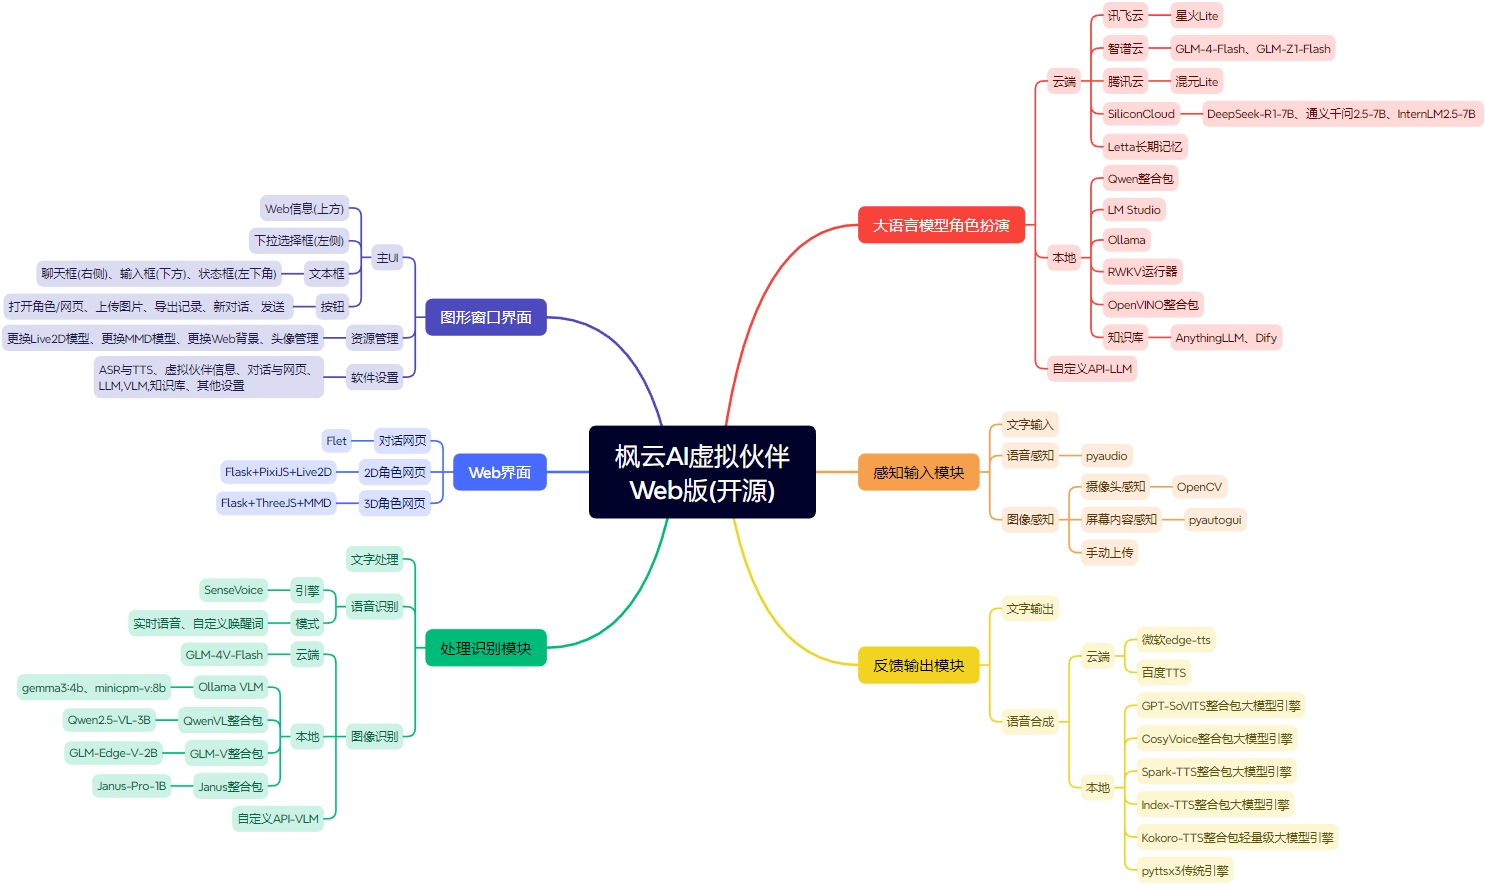 枫云AI虚拟伙伴
Web版(开源)
大语言模型角色扮演
云端
讯飞云
星火Lite
智谱云
GLM-4-Flash、GLM-Z1-Flash
腾讯云
混元Lite
SiliconCloud
DeepSeek-R1-7B、通义千问2.5-7B、InternLM2.5-7B
Letta长期记忆
本地
Qwen整合包
LM Studio
Ollama
RWKV运行器
OpenVINO整合包
知识库
AnythingLLM、Dify
自定义API-LLM
感知输入模块
文字输入
语音感知
pyaudio
图像感知
摄像头感知
OpenCV
屏幕内容感知
pyautogui
手动上传
反馈输出模块
文字输出
语音合成
云端
微软edge-tts
百度TTS
本地
GPT-SoVITS整合包大模型引擎
CosyVoice整合包大模型引擎
Spark-TTS整合包大模型引擎
Index-TTS整合包大模型引擎
Kokoro-TTS整合包轻量级大模型引擎
pyttsx3传统引擎
图形窗口界面
主UI
Web信息(上方)
下拉选择框(左侧)
文本框
聊天框(右侧)、输入框(下方)、状态框(左下角)
按钮
打开角色/网页、上传图片、导出记录、新对话、发送
资源管理
更换Live2D模型、更换MMD模型、更换Web背景、头像管理
软件设置
ASR与TTS、虚拟伙伴信息、对话与网页、
LLM,VLM,知识库、其他设置
Web界面
对话网页
Flet
2D角色网页
Flask+PixiJS+Live2D
3D角色网页
Flask+ThreeJS+MMD
处理识别模块
文字处理
语音识别
引擎
SenseVoice
模式
实时语音、自定义唤醒词
图像识别
云端
GLM-4V-Flash
本地
Ollama VLM
gemma3:4b、minicpm-v:8b
QwenVL整合包
Qwen2.5-VL-3B
GLM-V整合包
GLM-Edge-V-2B
Janus整合包
Janus-Pro-1B
自定义API-VLM